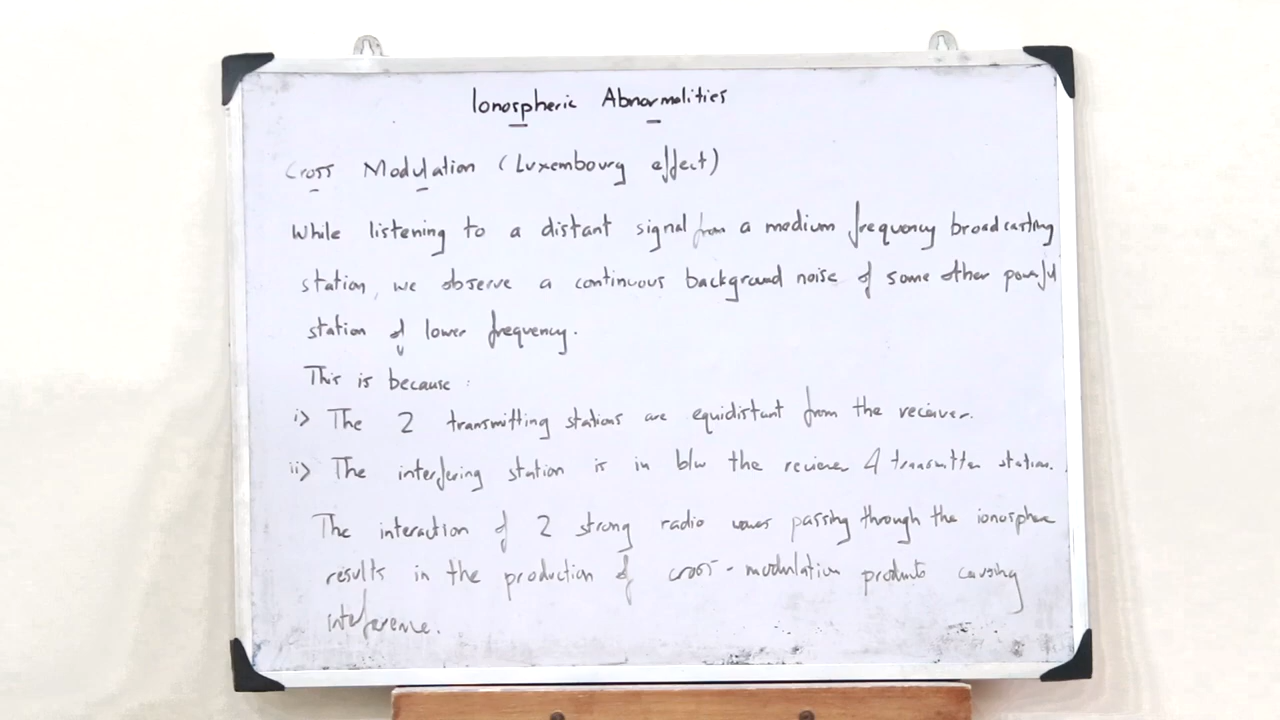 Ionospheric Abnormalities
Cross Modulation (Luxembourg effect)
While listening to a distant signal from a medium frequency broadcasting
station, we observe a continuous background noise of some other powerful
station of lower frequency.
This is because :
i) The 2 transmitting stations are equidistant from the receiver.
ii) The interfering station is in b/w the reciever & transmitter station.
The interaction of 2 strong radio waves passing through the ionosphere
results in the production of cross-modulation products causing
interference.